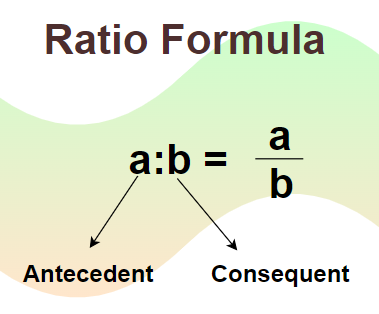 Ratio Formula
a:b = a/b
Antecedent Consequent